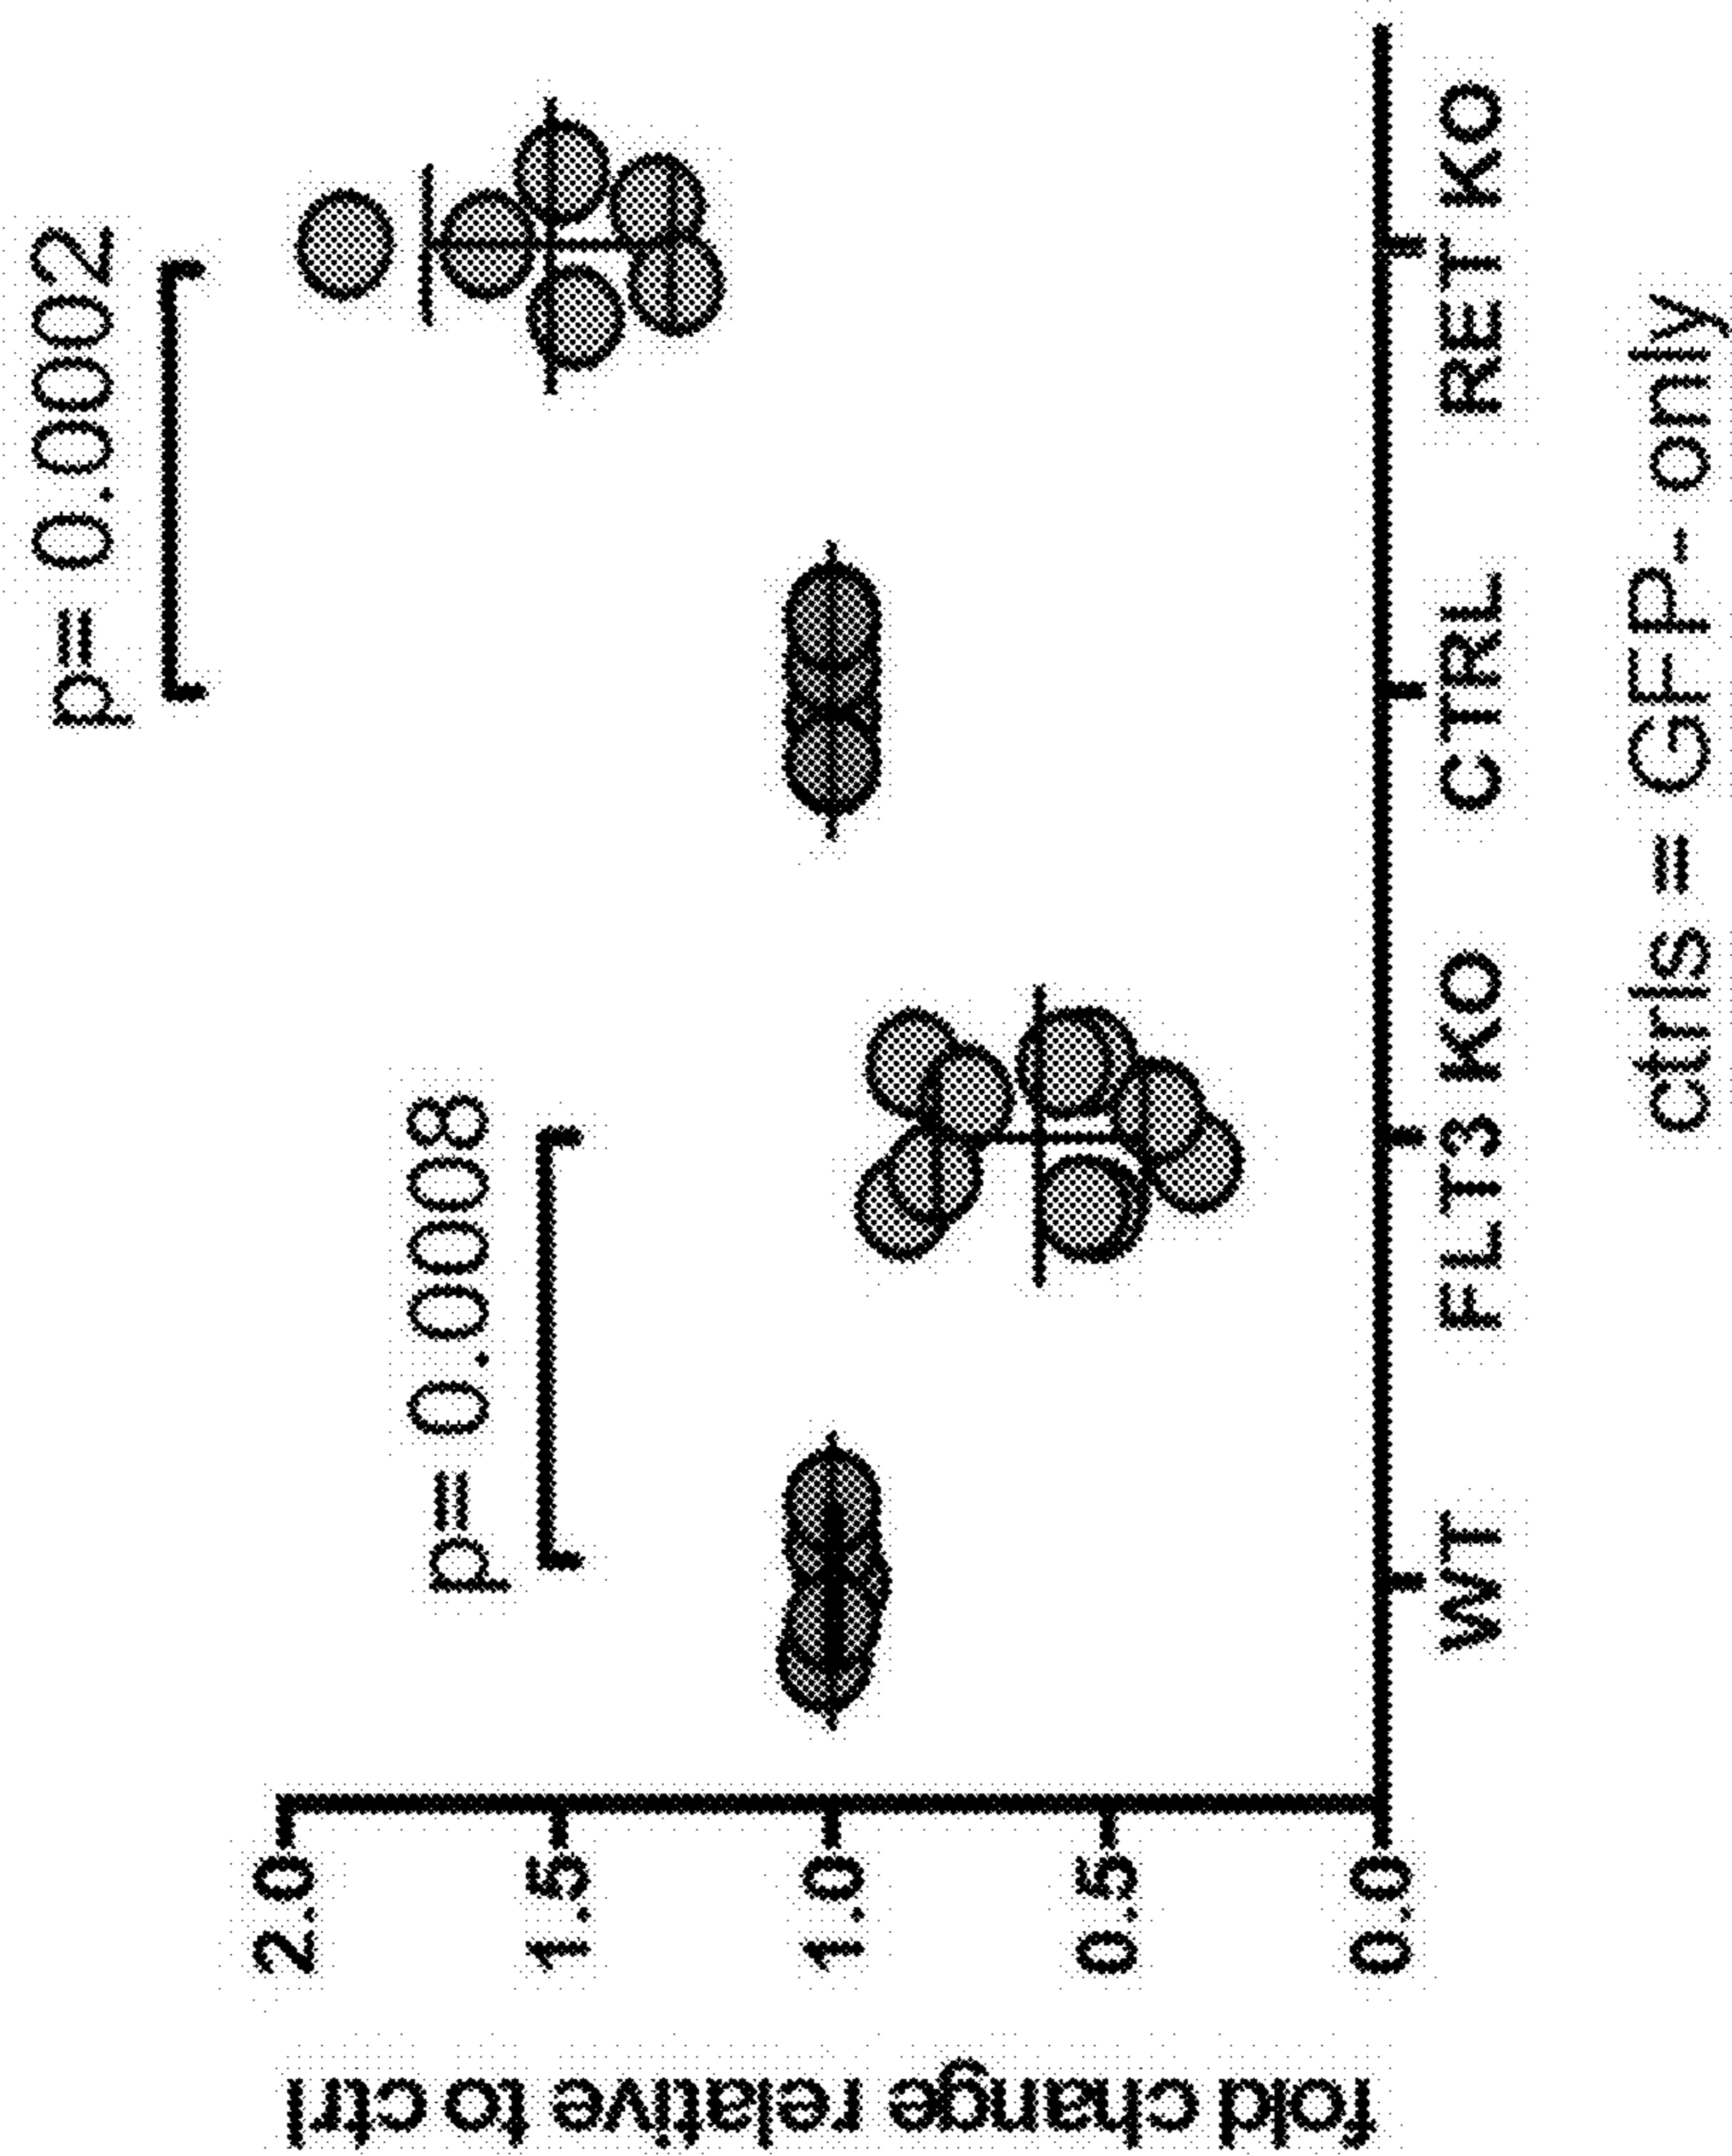 p= 0.0002
p= 0.0008
fold change relative to ctrl
2.0
1.5
1.0
0.5
0.0
WT FLT3 KO CTRL RET KO
ctrls = GFP- only